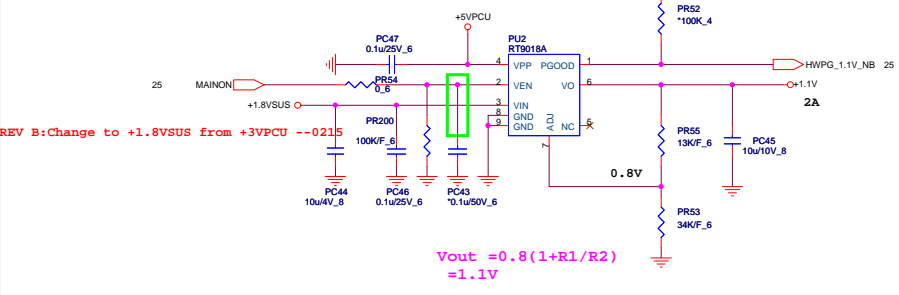 PR52
*100K_4
+5VPCU
PC47
0.1u/25V_6
PU2
RT9018A
4
VPP
PGOOD
1
HWPG_1.1V_NB
25
25
MAINON
PR54
0_6
2
VEN
VO
6
+1.1V
2A
+1.8VSUS
3
VIN
8
GND
9
GND
ADJ
NC
5
7
REV B:Change to +1.8VSUS from +3VPCU --0215
PR200
100K/F_6
PR55
13K/F_6
PC45
10u/10V_8
0.8V
PC44
10u/4V_8
PC46
0.1u/25V_6
PC43
*0.1u/50V_6
PR53
34K/F_6
Vout =0.8(1+R1/R2)
=1.1V